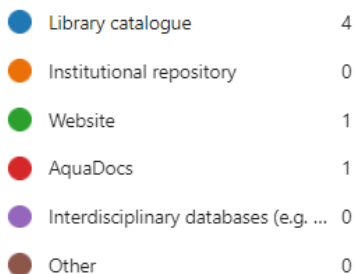 Library catalogue 4
Institutional repository 0
Website 1
AquaDocs 1
Interdisciplinary databases (e.g. ... 0
Other 0